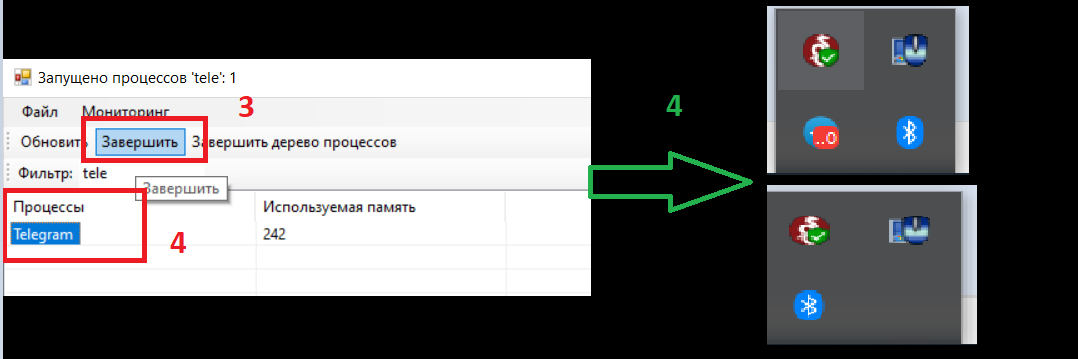 Запущено процессов 'tele': 1
Файл Мониторинг
3
Обновить Завершить Завершить дерево процессов
Фильтр: tele
Завершить
Процессы Используемая память
Telegram 242
4
4
..0